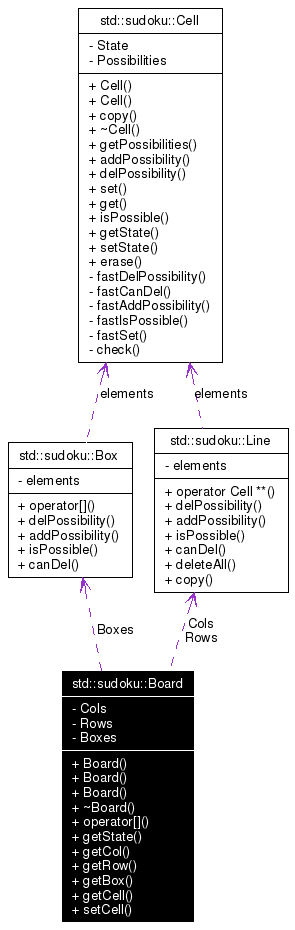 std::sudoku::Cell
- State
- Possibilities
+ Cell()
+ Cell()
+ copy()
+ ~Cell()
+ getPossibilities()
+ addPossibility()
+ delPossibility()
+ set()
+ get()
+ isPossible()
+ getState()
+ setState()
+ erase()
- fastDelPossibility()
- fastCanDel()
- fastAddPossibility()
- fastIsPossible()
- fastSet()
- check()
elements
elements
std::sudoku::Box
- elements
+ operator[]()
+ delPossibility()
+ addPossibility()
+ isPossible()
+ canDel()
std::sudoku::Line
- elements
+ operator Cell **()
+ delPossibility()
+ addPossibility()
+ isPossible()
+ canDel()
+ deleteAll()
+ copy()
Boxes
Cols
Rows
std::sudoku::Board
- Cols
- Rows
- Boxes
+ Board()
+ Board()
+ Board()
+ ~Board()
+ operator[]()
+ getState()
+ getCol()
+ getRow()
+ getBox()
+ getCell()
+ setCell()